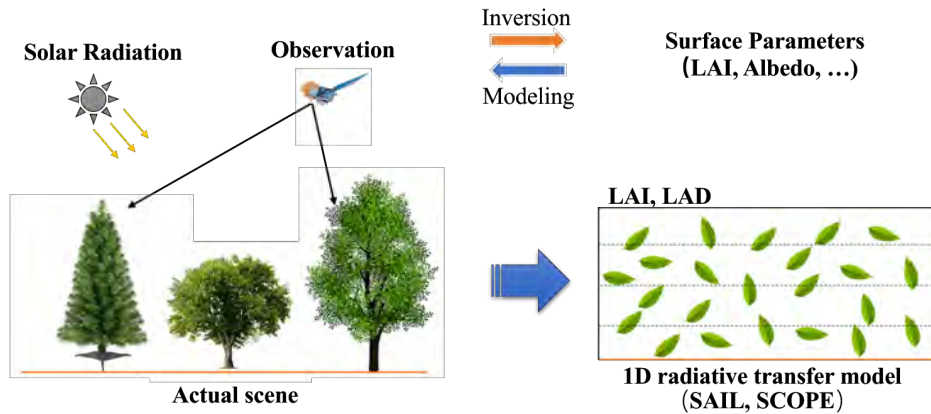 Solar Radiation
Observation
Inversion
Modeling
Surface Parameters
(LAI, Albedo, …)
Actual scene
LAI, LAD
1D radiative transfer model
(SAIL, SCOPE)